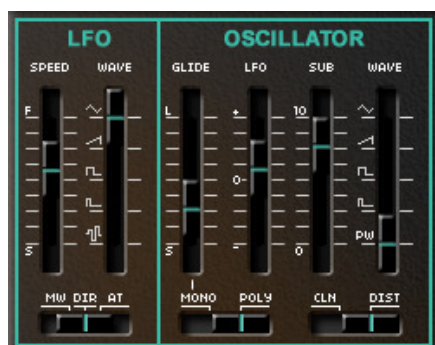 LFO OSCILLATOR
SPEED WAVE GLIDE LFO SUB WAVE
F L + 10
0-
PW
S S - 0
MONO POLY
MW DIR AT CLN DIST